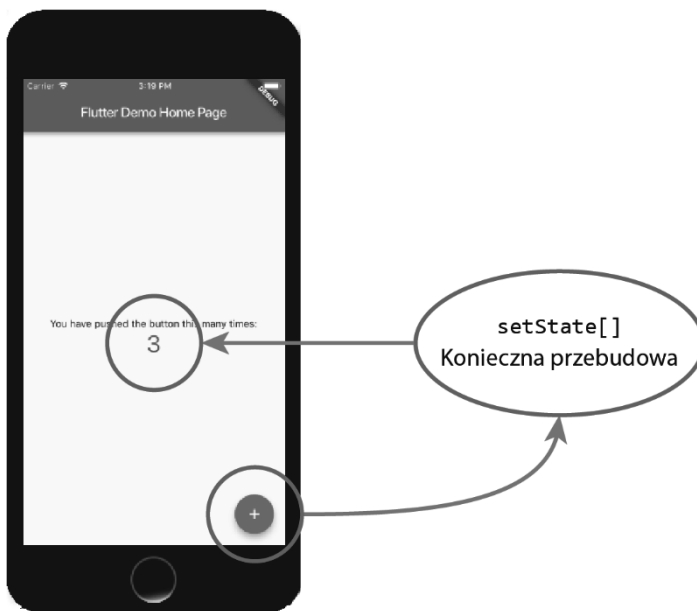 Carrier 3:19 PM
DEBUG
Flutter Demo Home Page
You have pushed the button this many times:
3
+
setState[]
Konieczna przebudowa